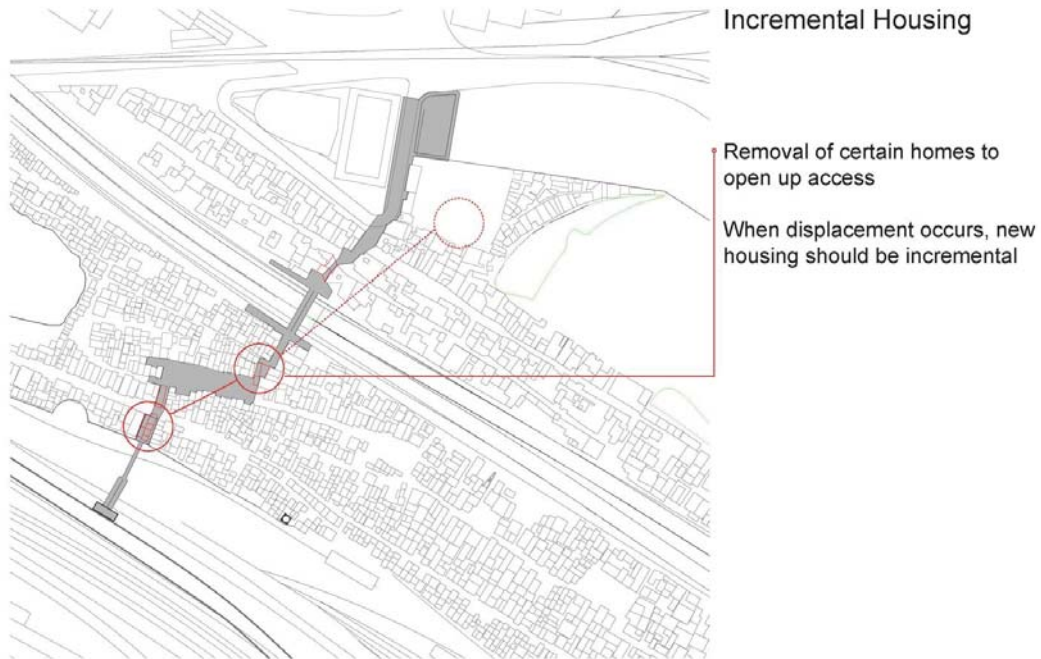 Incremental Housing
Removal of certain homes to
open up access
When displacement occurs, new
housing should be incremental